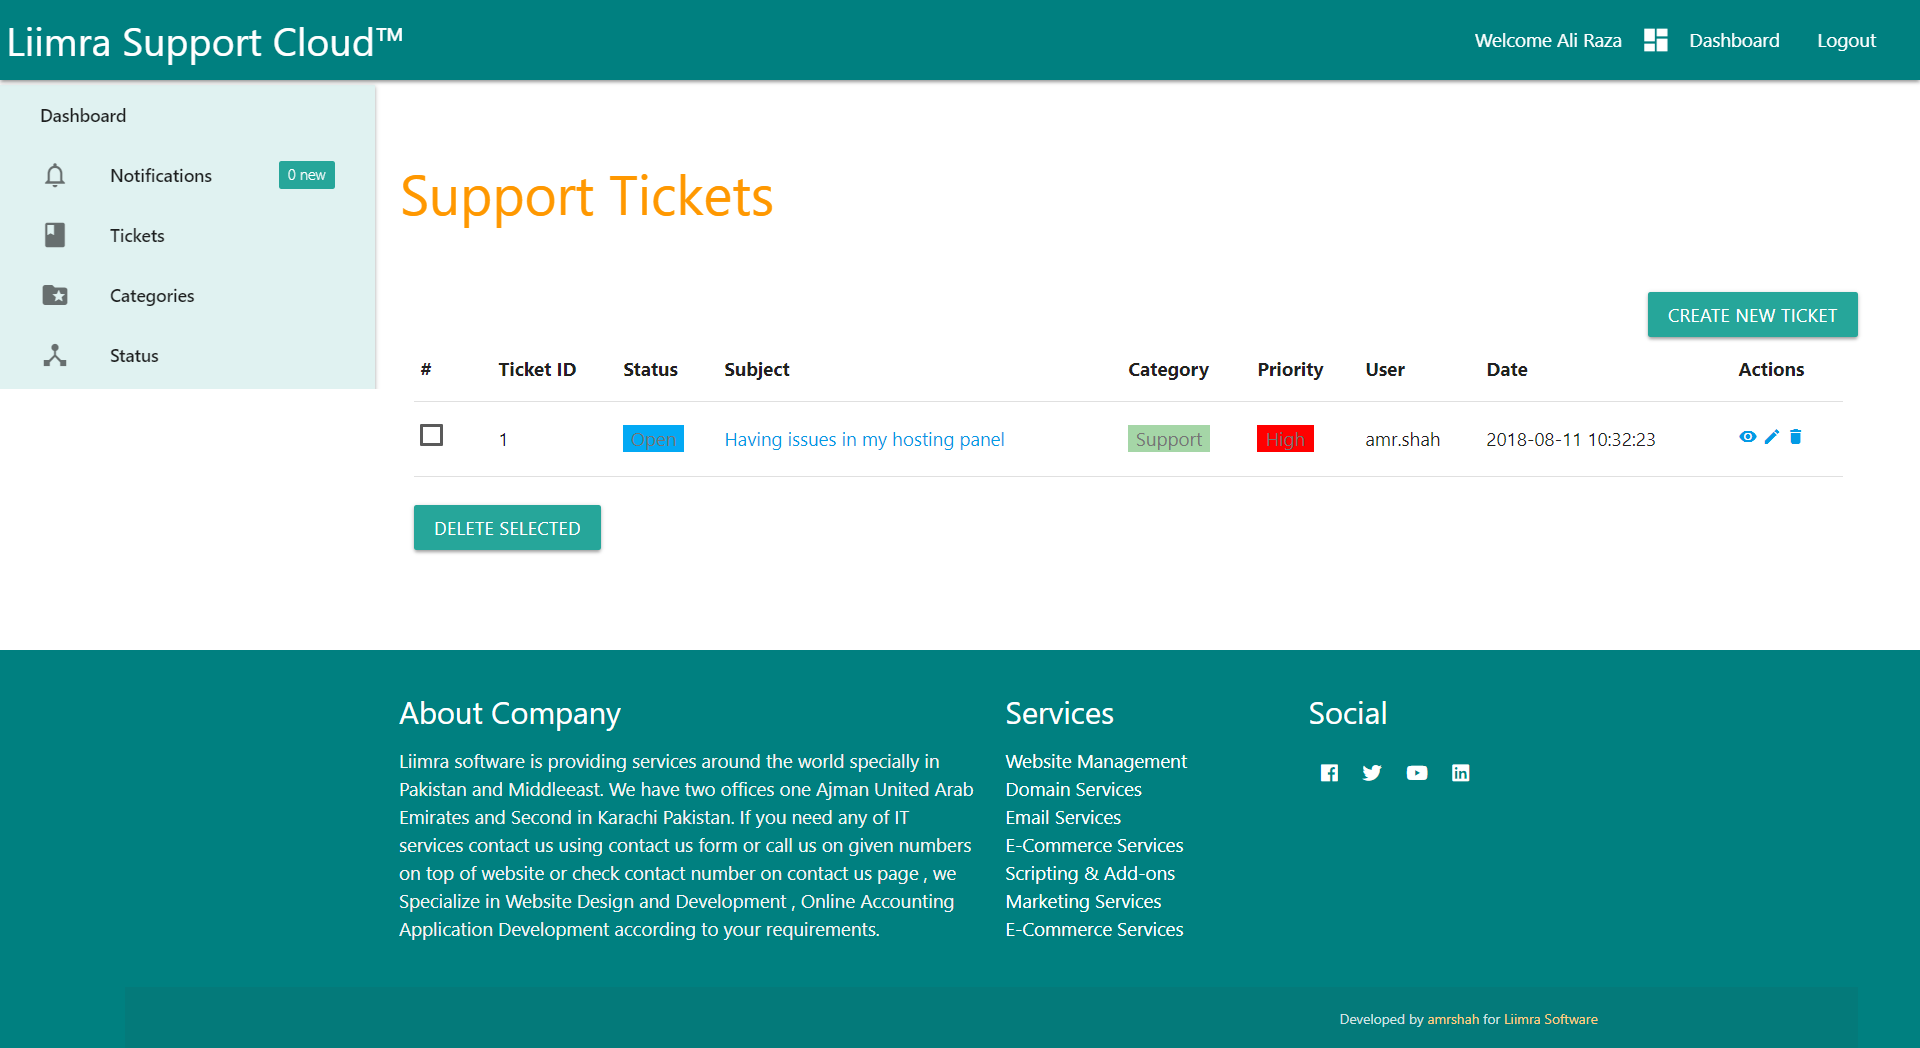 Liimra Support Cloud™
Welcome Ali Raza Dashboard Logout
Dashboard
Notifications 0 new
Tickets
Categories
Status
Support Tickets
CREATE NEW TICKET
# Ticket ID Status Subject Category Priority User Date Actions
1 Open Having issues in my hosting panel Support High amr.shah 2018-08-11 10:32:23
DELETE SELECTED
About Company
Liimra software is providing services around the world specially in
Pakistan and Middleeast. We have two offices one Ajman United Arab
Emirates and Second in Karachi Pakistan. If you need any of IT
services contact us using contact us form or call us on given numbers
on top of website or check contact number on contact us page , we
Specialize in Website Design and Development , Online Accounting
Application Development according to your requirements.
Services
Website Management
Domain Services
Email Services
E-Commerce Services
Scripting & Add-ons
Marketing Services
E-Commerce Services
Social
Developed by amrshah for Liimra Software